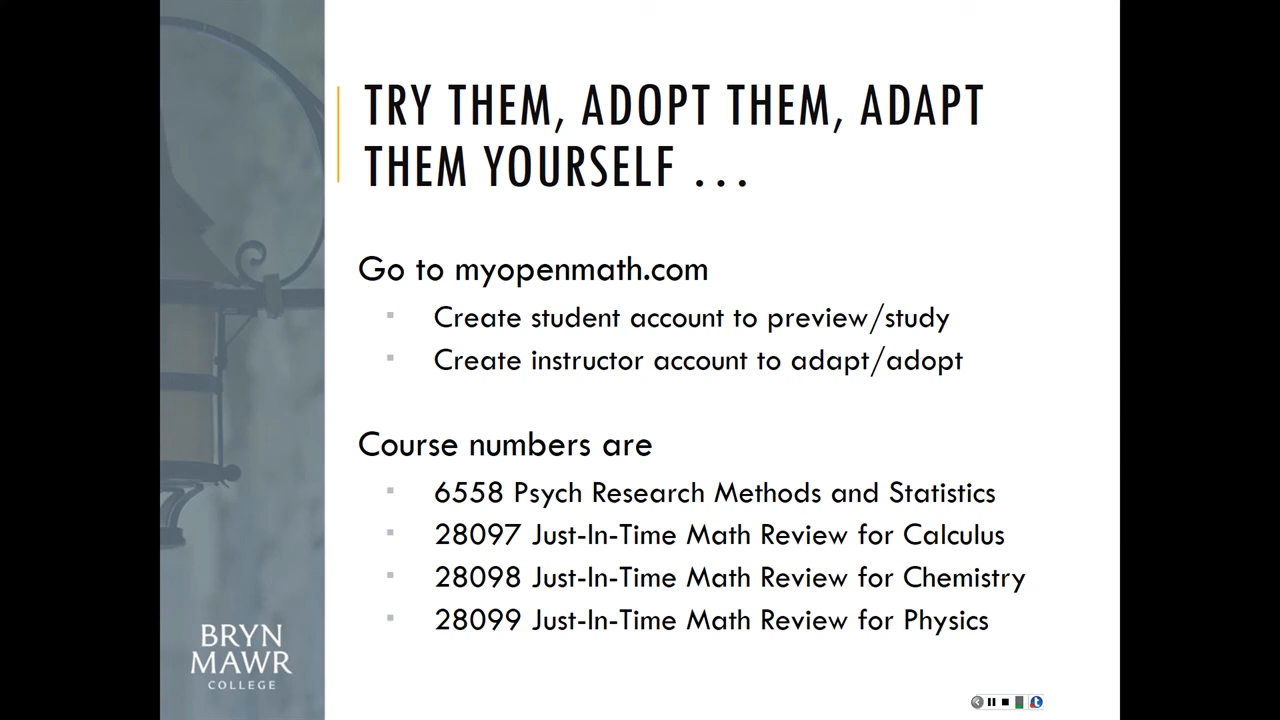 TRY THEM, ADOPT THEM, ADAPT
THEM YOURSELF ...
Go to myopenmath.com
Create student account to preview/study
Create instructor account to adapt/adopt
Course numbers are
6558 Psych Research Methods and Statistics
28097 Just-In-Time Math Review for Calculus
28098 Just-In-Time Math Review for Chemistry
28099 Just-In-Time Math Review for Physics
BRYN
MAWR
COLLEGE